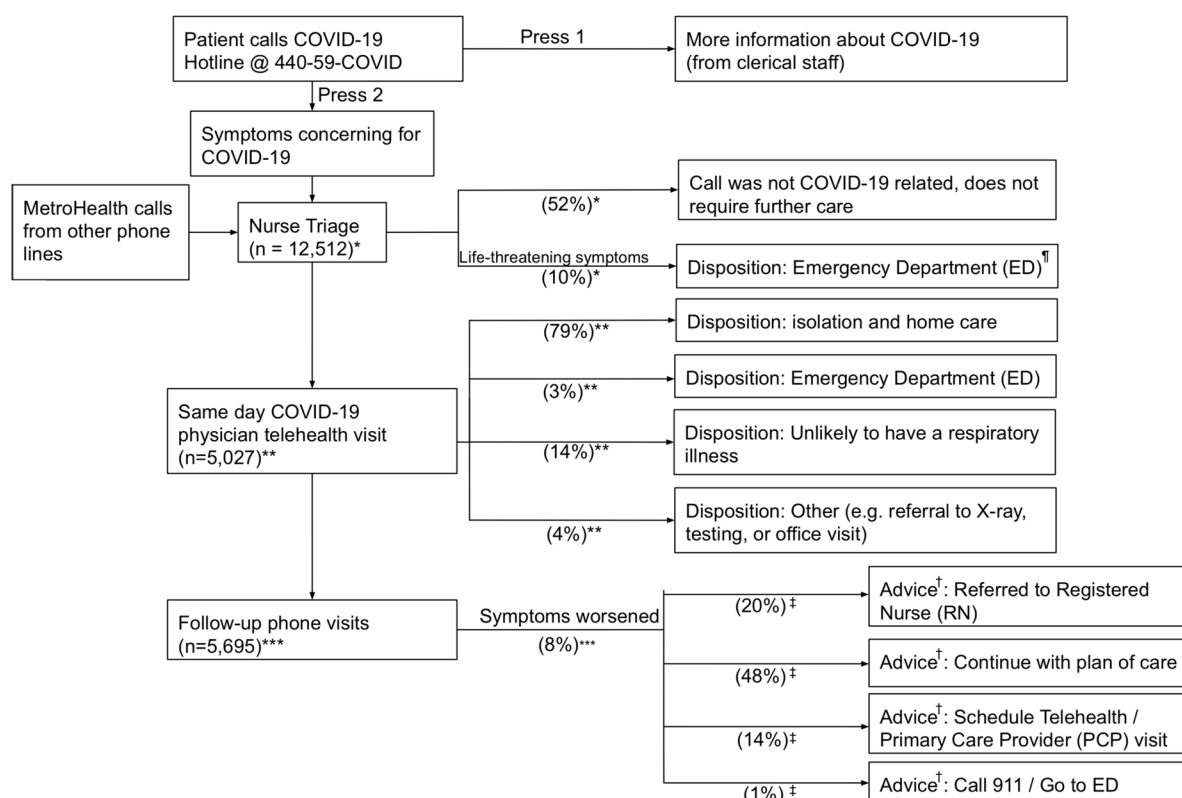 Patient calls COVID-19
Hotline @ 440-59-COVID
Press 1
More information about COVID-19
(from clerical staff)
Press 2
Symptoms concerning for
COVID-19
MetroHealth calls
from other phone
lines
Nurse Triage
(n = 12,512)*
(52%)*
Call was not COVID-19 related, does not
require further care
Life-threatening symptoms
(10%)*
Disposition: Emergency Department (ED)¶
(79%)**
Disposition: isolation and home care
(3%)**
Disposition: Emergency Department (ED)
Same day COVID-19
physician telehealth visit
(n=5,027)**
(14%)**
Disposition: Unlikely to have a respiratory
illness
(4%)**
Disposition: Other (e.g. referral to X-ray,
testing, or office visit)
Follow-up phone visits
(n=5,695)***
Symptoms worsened
(8%)***
(20%)‡
Advice†: Referred to Registered
Nurse (RN)
(48%)‡
Advice†: Continue with plan of care
(14%)‡
Advice†: Schedule Telehealth /
Primary Care Provider (PCP) visit
(1%)‡
Advice†: Call 911 / Go to ED